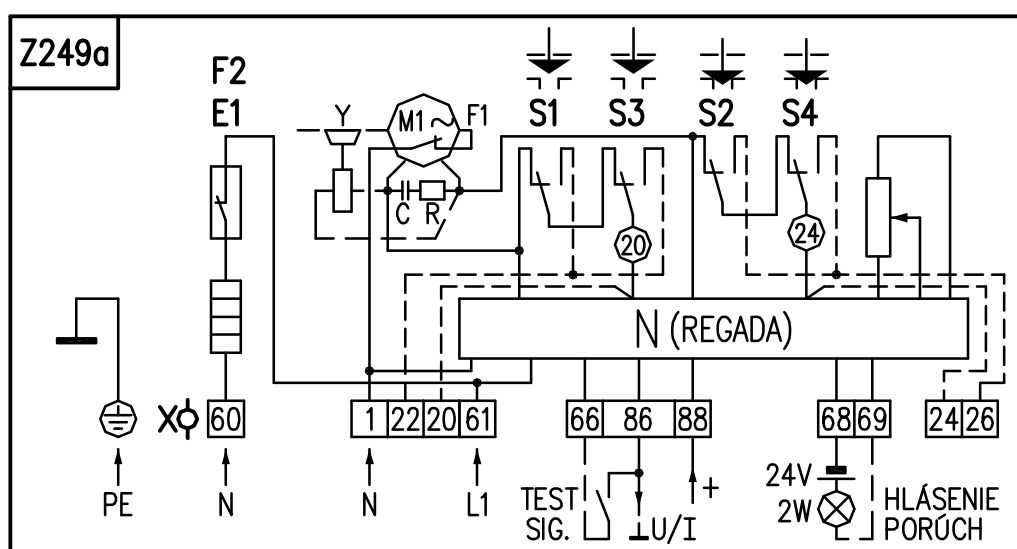 Z249a
F2
E1
Y
M1
F1
S1
S3
S2
S4
C
R
20
24
N (REGADA)
X
60
1
22
20
61
66
86
88
68
69
24
26
PE
N
N
L1
TEST
SIG.
U/I
+
24V
2W
HLÁSENIE
PORÚCH